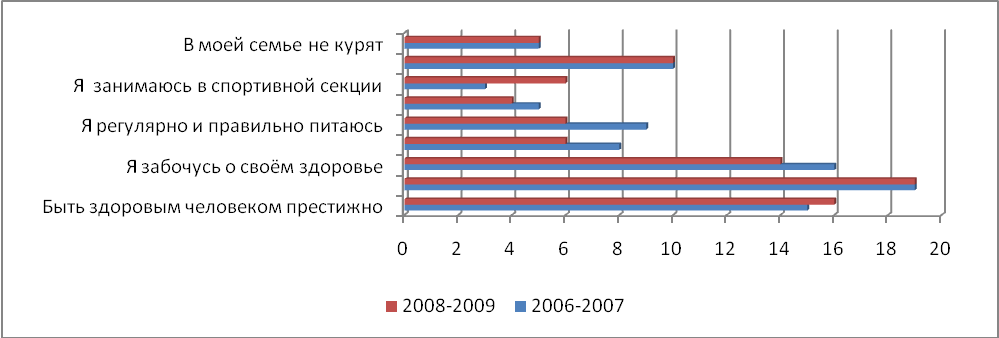 В моей семье не курят
Я занимаюсь в спортивной секции
Я регулярно и правильно питаюсь
Я забочусь о своём здоровье
Быть здоровым человеком престижно
0 2 4 6 8 10 12 14 16 18 20
2008-2009 2006-2007